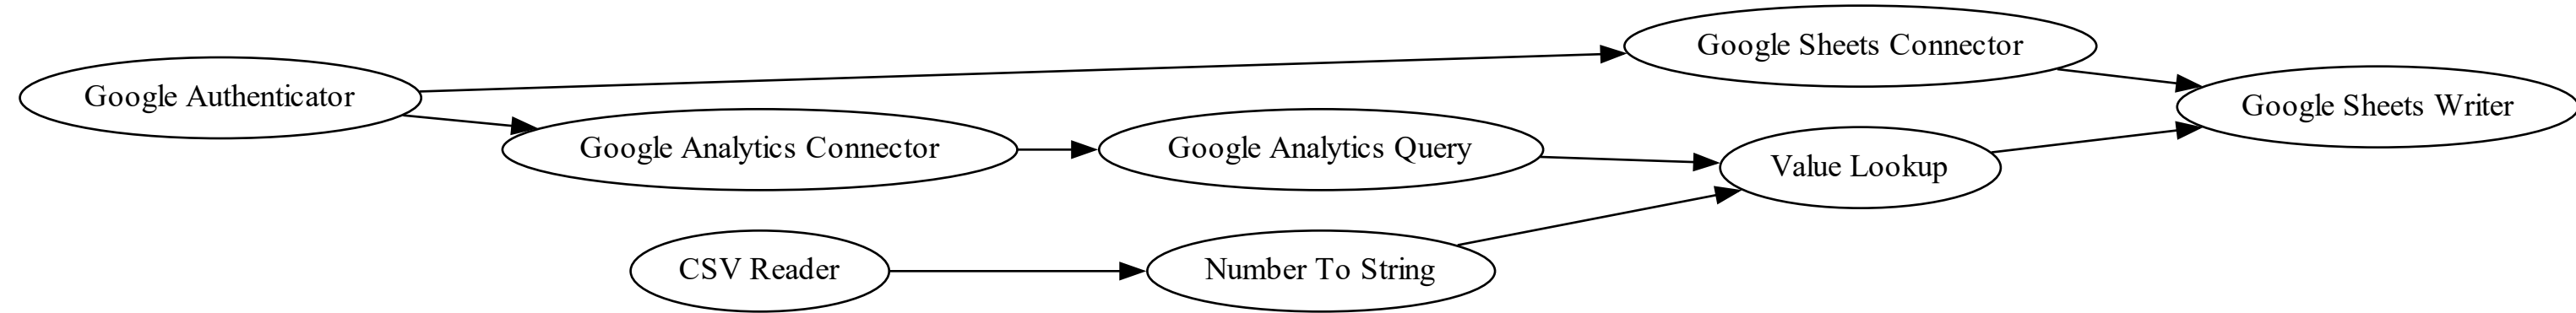 Google Sheets Connector
Google Authenticator
Google Sheets Writer
Google Analytics Connector
Google Analytics Query
Value Lookup
CSV Reader
Number To String